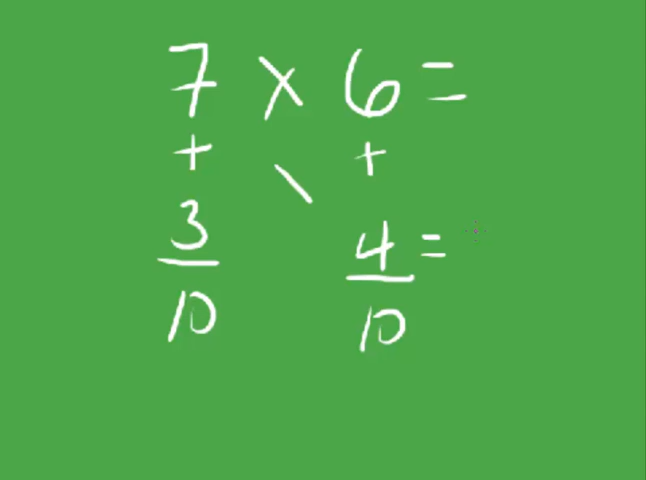 7 × 6 =
+ \ +
3 4 =
10 10